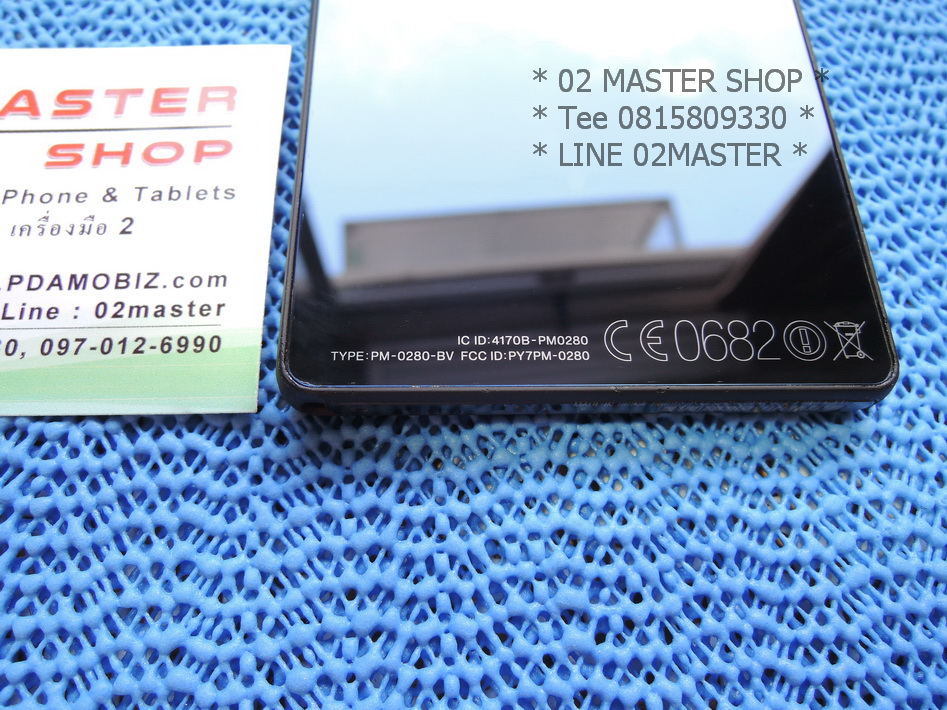 ASTER
SHOP
Phone & Tablets
เครื่องมือ 2
.PDAMOBIZ.com
Line : 02master
0, 097-012-6990
* 02 MASTER SHOP *
* Tee 0815809330 *
* LINE 02MASTER *
IC ID:4170B-PM0280
TYPE:PM-0280-BV FCC ID:PY7PM-0280
CE0682